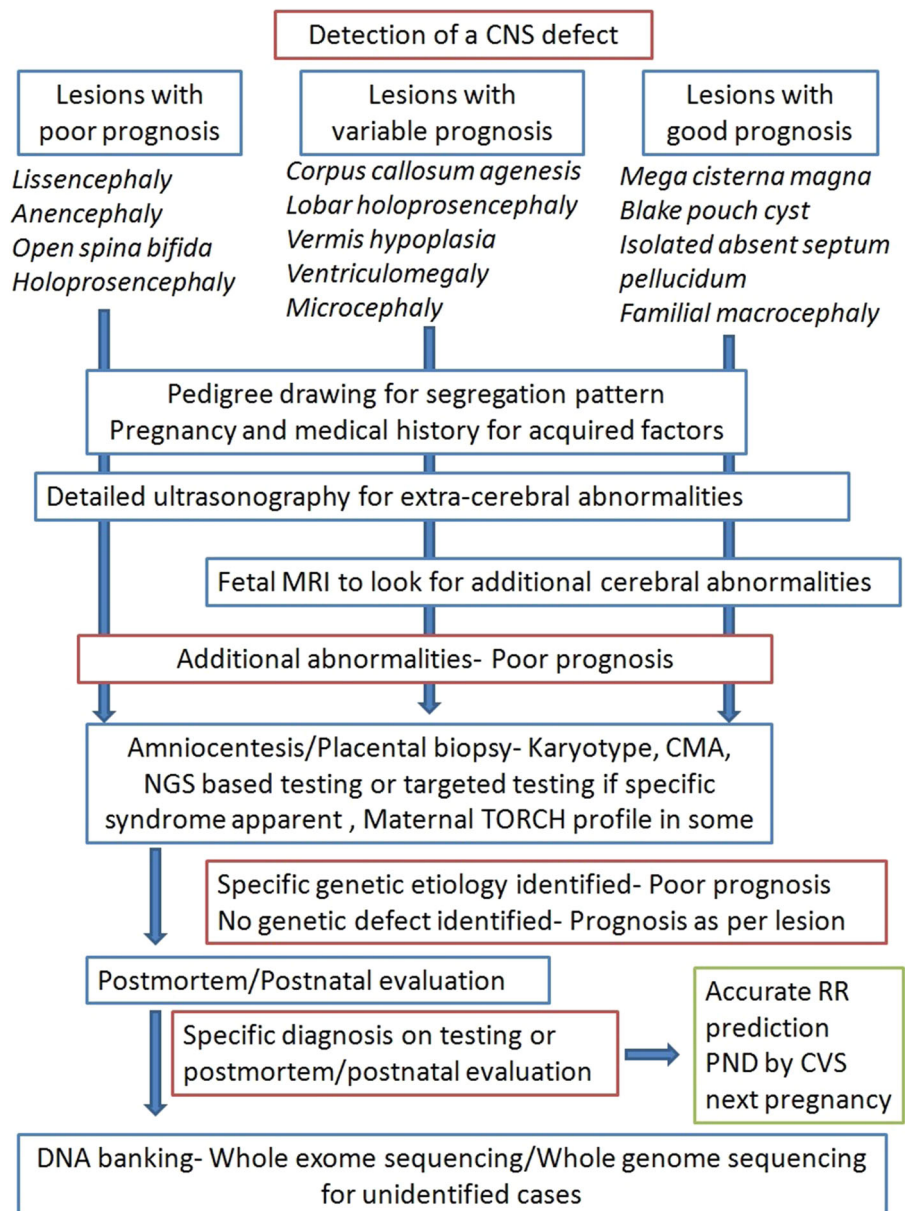 Detection of a CNS defect
Lesions with
poor prognosis
Lissencephaly
Anencephaly
Open spina bifida
Holoprosencephaly
Lesions with
variable prognosis
Corpus callosum agenesis
Lobar holoprosencephaly
Vermis hypoplasia
Ventriculomegaly
Microcephaly
Lesions with
good prognosis
Mega cisterna magna
Blake pouch cyst
Isolated absent septum
pellucidum
Familial macrocephaly
Pedigree drawing for segregation pattern
Pregnancy and medical history for acquired factors
Detailed ultrasonography for extra-cerebral abnormalities
Fetal MRI to look for additional cerebral abnormalities
Additional abnormalities- Poor prognosis
Amniocentesis/Placental biopsy- Karyotype, CMA,
NGS based testing or targeted testing if specific
syndrome apparent , Maternal TORCH profile in some
Specific genetic etiology identified- Poor prognosis
No genetic defect identified- Prognosis as per lesion
Postmortem/Postnatal evaluation
Specific diagnosis on testing or
postmortem/postnatal evaluation
Accurate RR
prediction
PND by CVS
next pregnancy
DNA banking- Whole exome sequencing/Whole genome sequencing
for unidentified cases